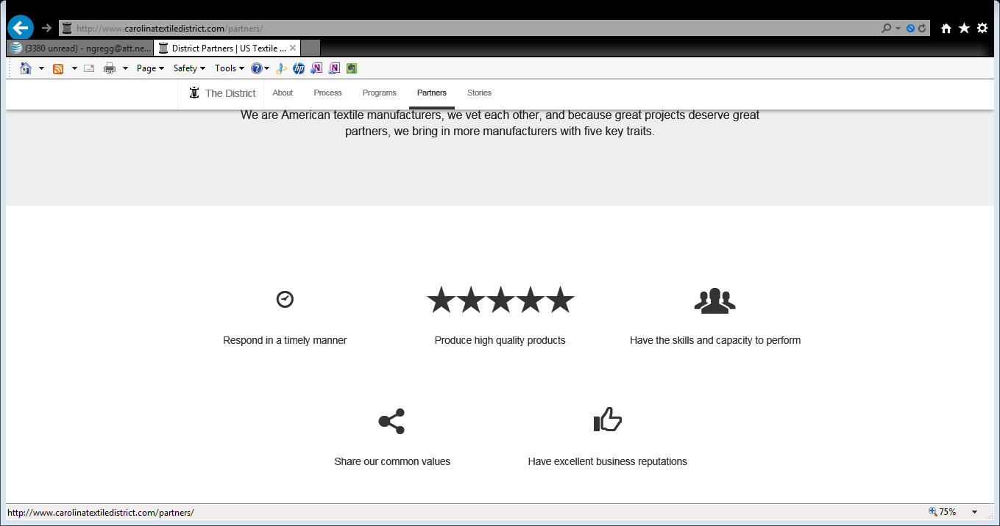 http://www.carolinatextiledistrict.com/partners/
(3380 unread) - ngregg@att.ne...
District Partners | US Textile ...
Page
Safety
Tools
The District
About
Process
Programs
Partners
Stories
We are American textile manufacturers, we vet each other, and because great projects deserve great
partners, we bring in more manufacturers with five key traits.
Respond in a timely manner
Produce high quality products
Have the skills and capacity to perform
Share our common values
Have excellent business reputations
http://www.carolinatextiledistrict.com/partners/
75%